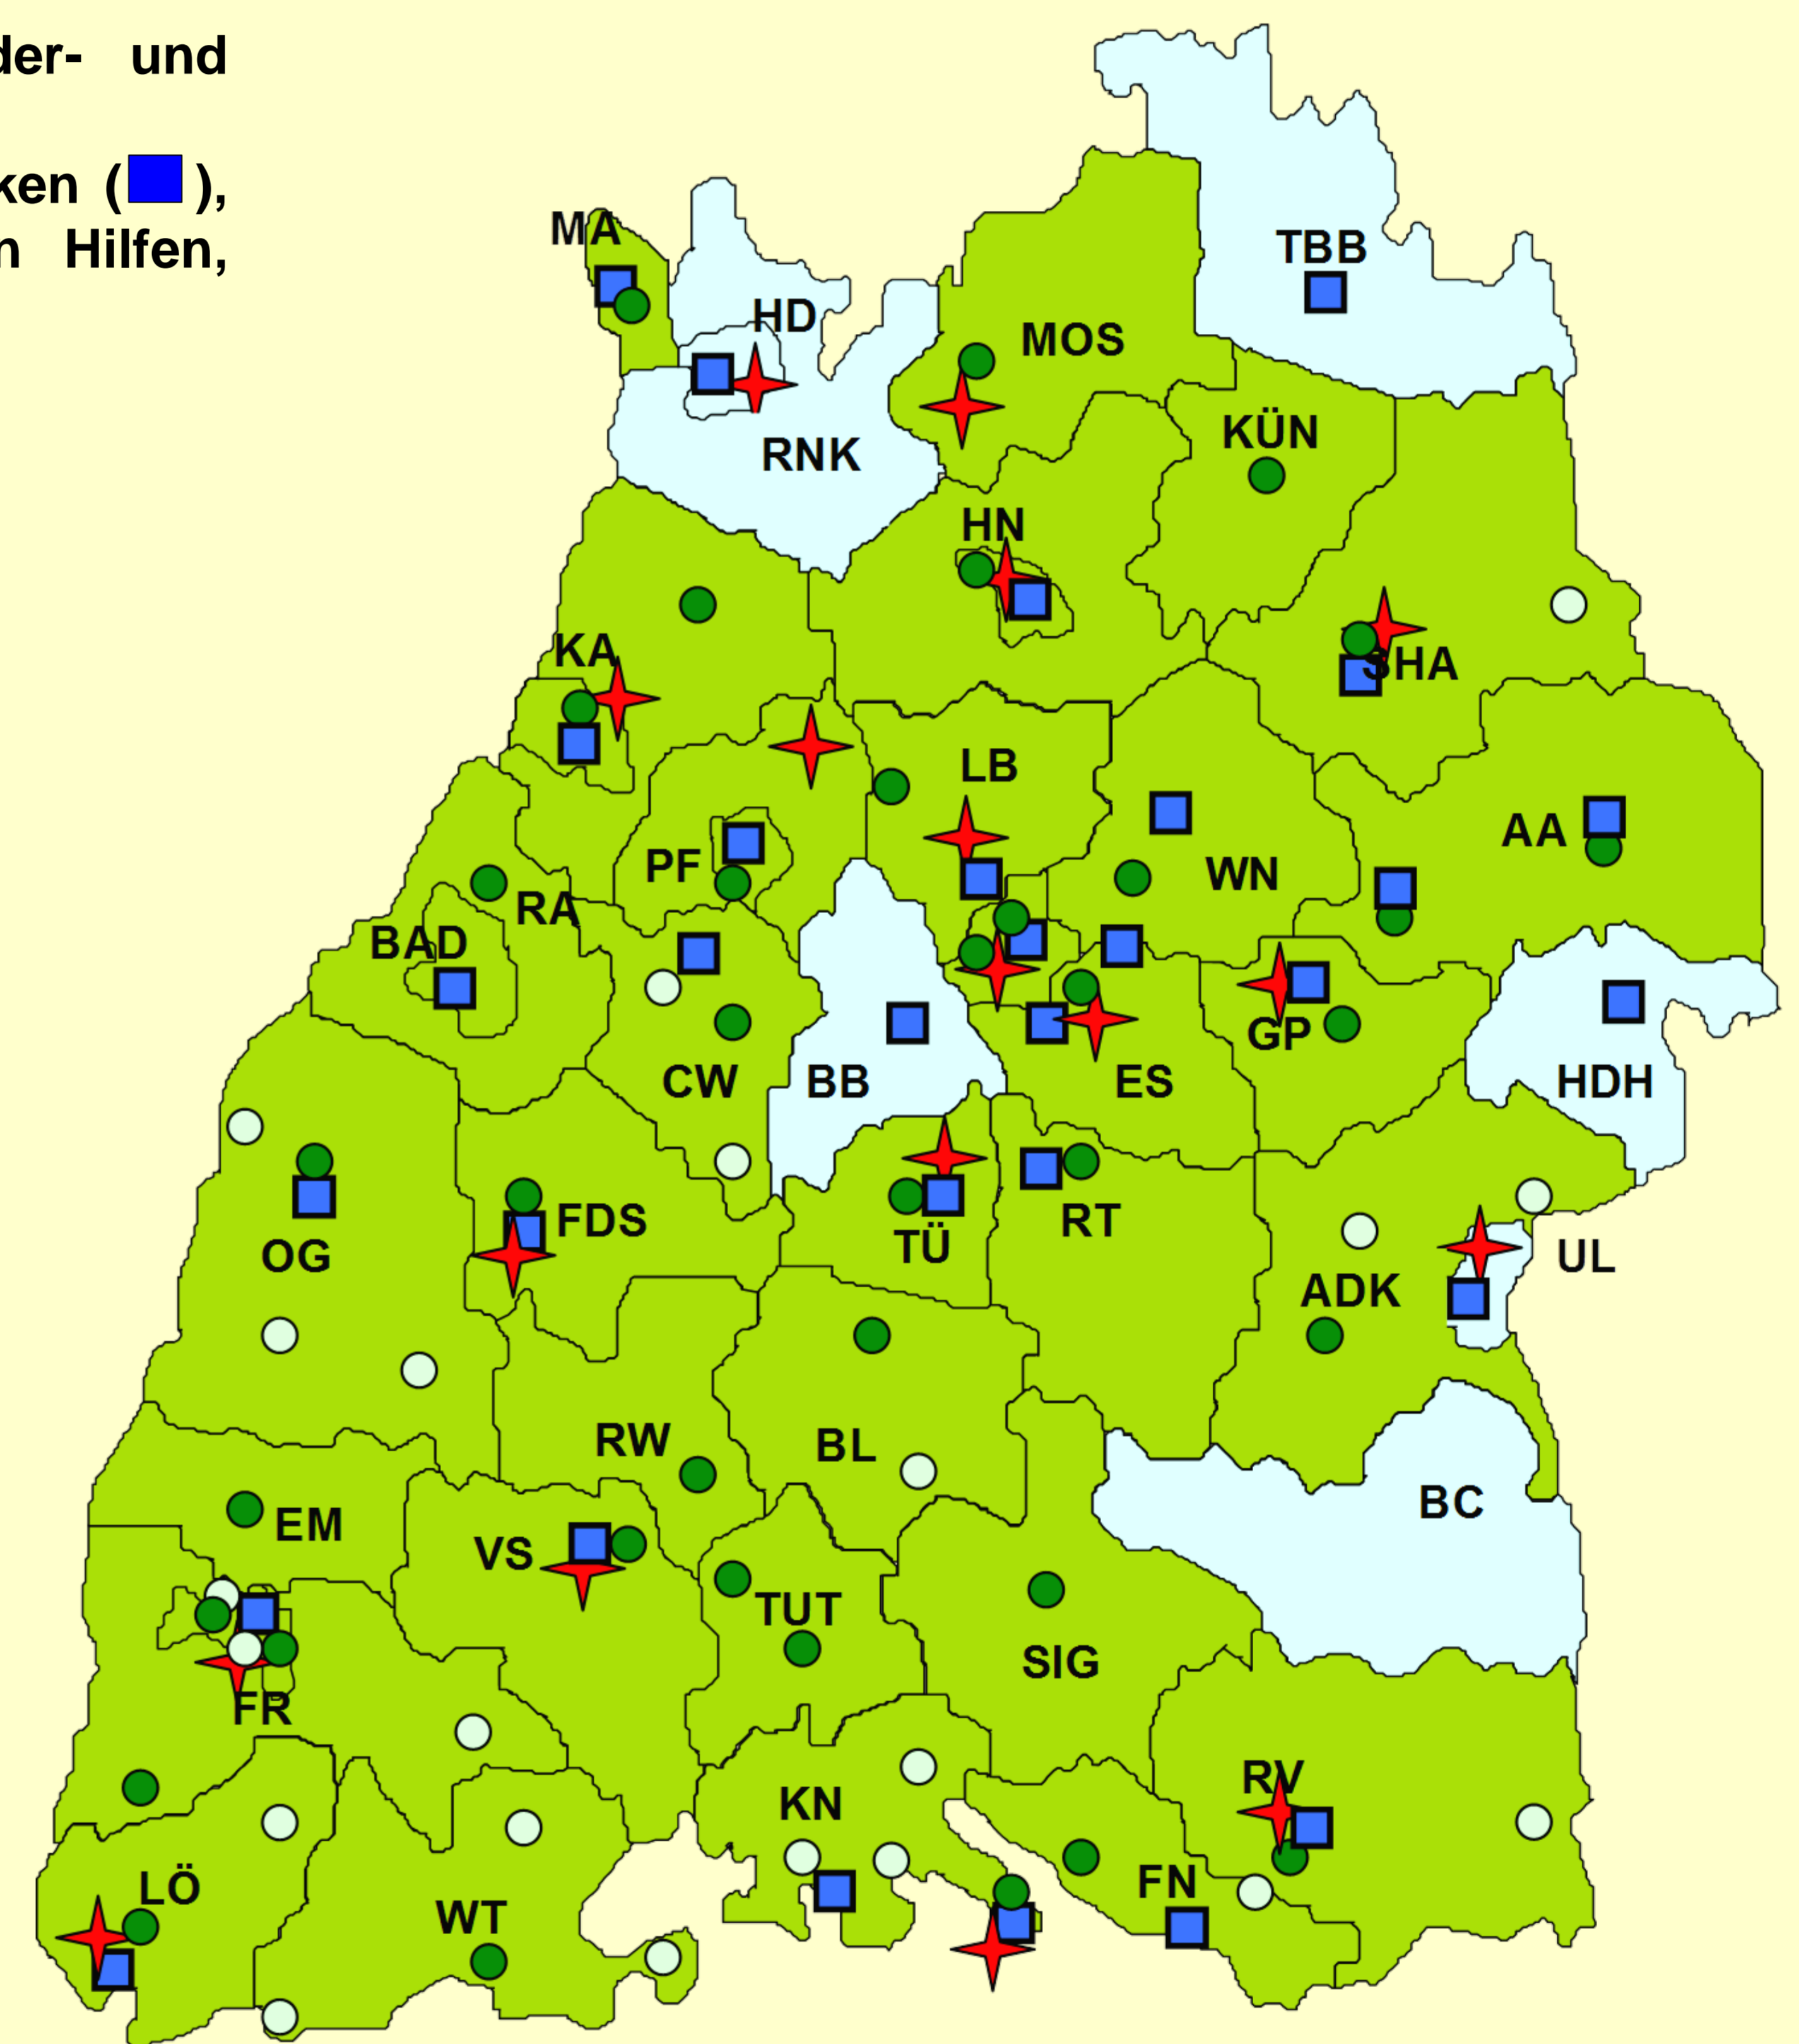 der- und
ken ( ),
n Hilfen,
MA
TBB
HD
MOS
RNK
KÜN
HN
KA
SHA
LB
AA
PF
WN
RA
BAD
GP
CW
BB
ES
HDH
FDS
RT
TÜ
OG
UL
ADK
RW
BL
BC
EM
VS
TUT
SIG
FR
RV
KN
LÖ
FN
WT